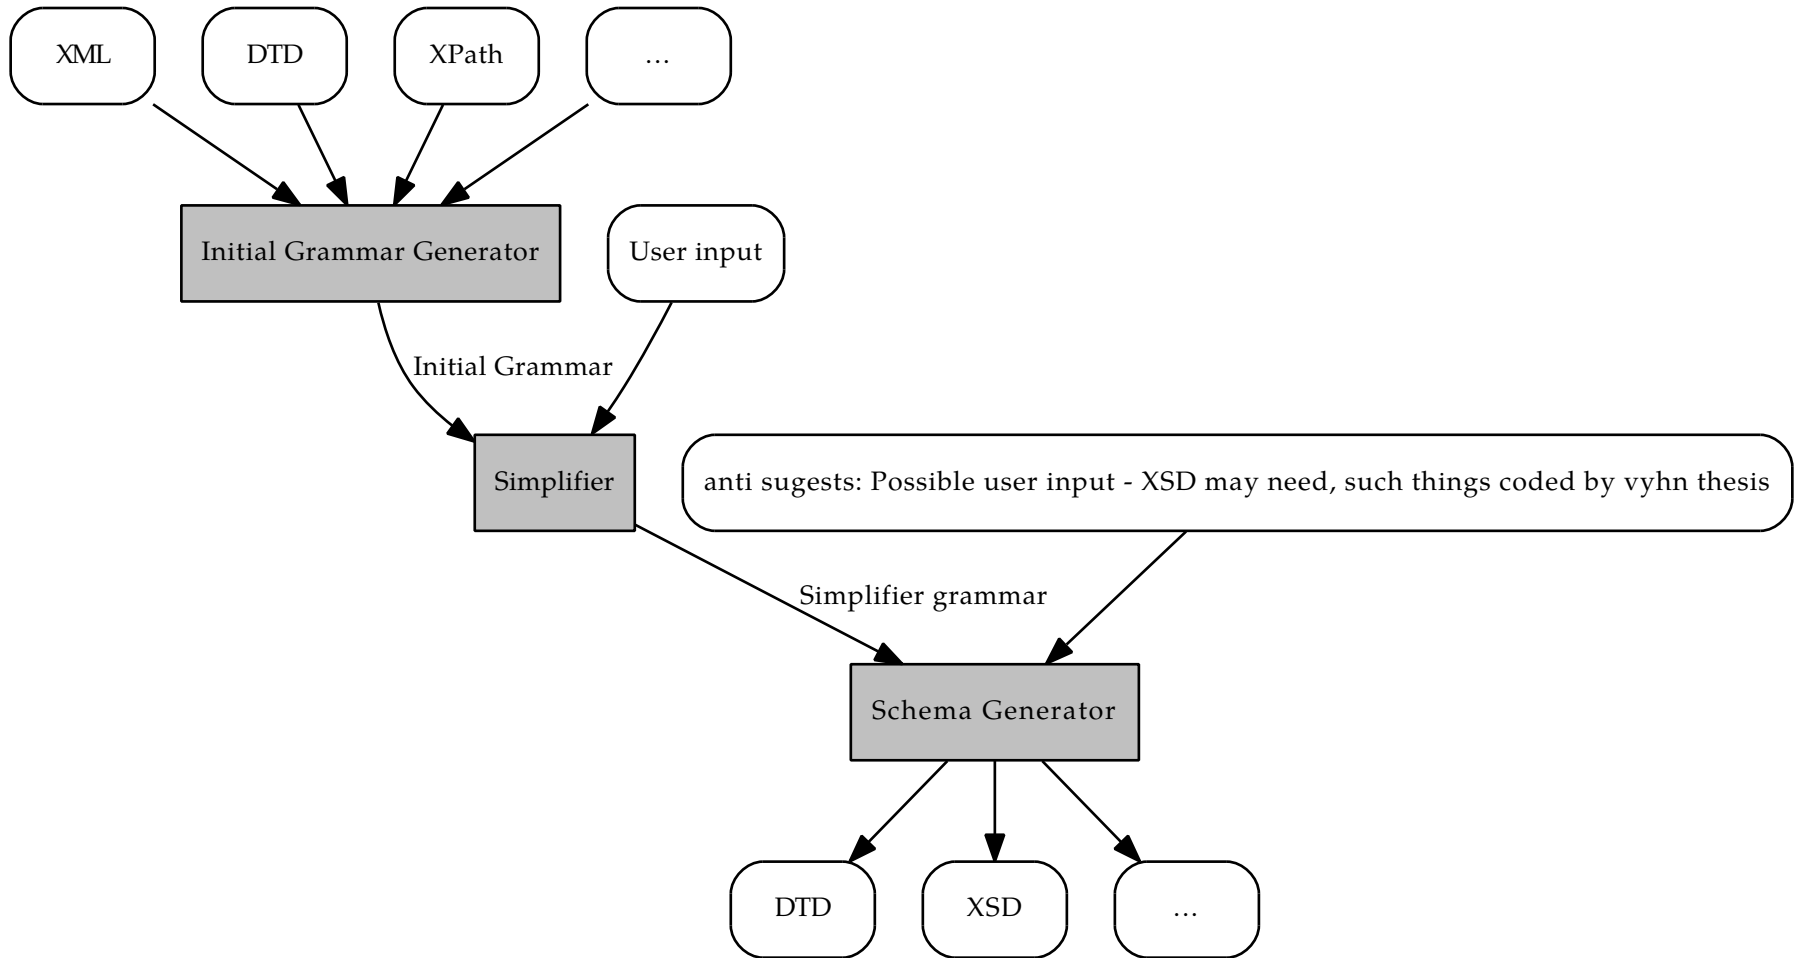 XML
DTD
XPath
...
Initial Grammar Generator
User input
Initial Grammar
Simplifier
anti sugests: Possible user input - XSD may need, such things coded by vyhn thesis
Simplifier grammar
Schema Generator
DTD
XSD
...